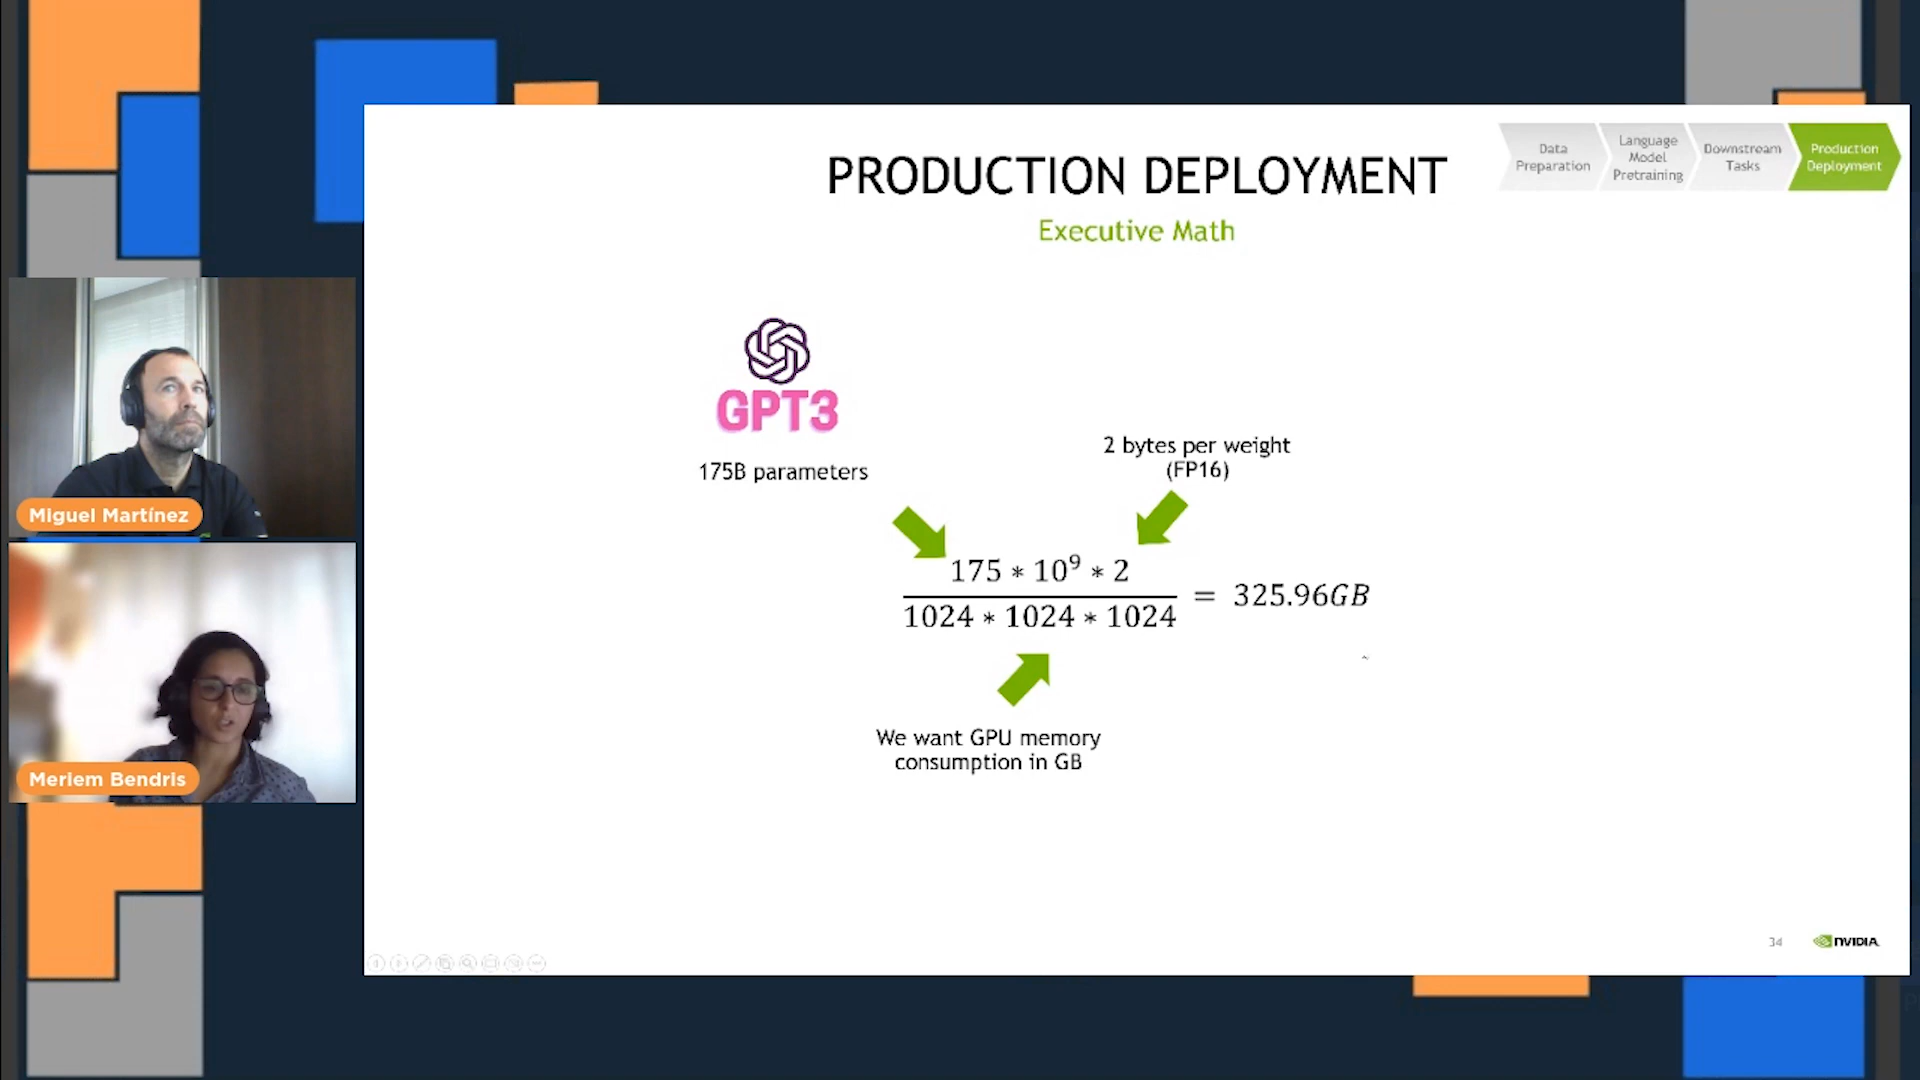 PRODUCTION DEPLOYMENT
Executive Math
Data
Preparation
Language
Model
Pretraining
Downstream
Tasks
Production
Deployment
GPT3
175B parameters
2 bytes per weight
(FP16)
175 ∗ 10⁹ ∗ 2
1024 ∗ 1024 ∗ 1024
= 325.96GB
We want GPU memory
consumption in GB
Miguel Martínez
Meriem Bendris
34
NVIDIA